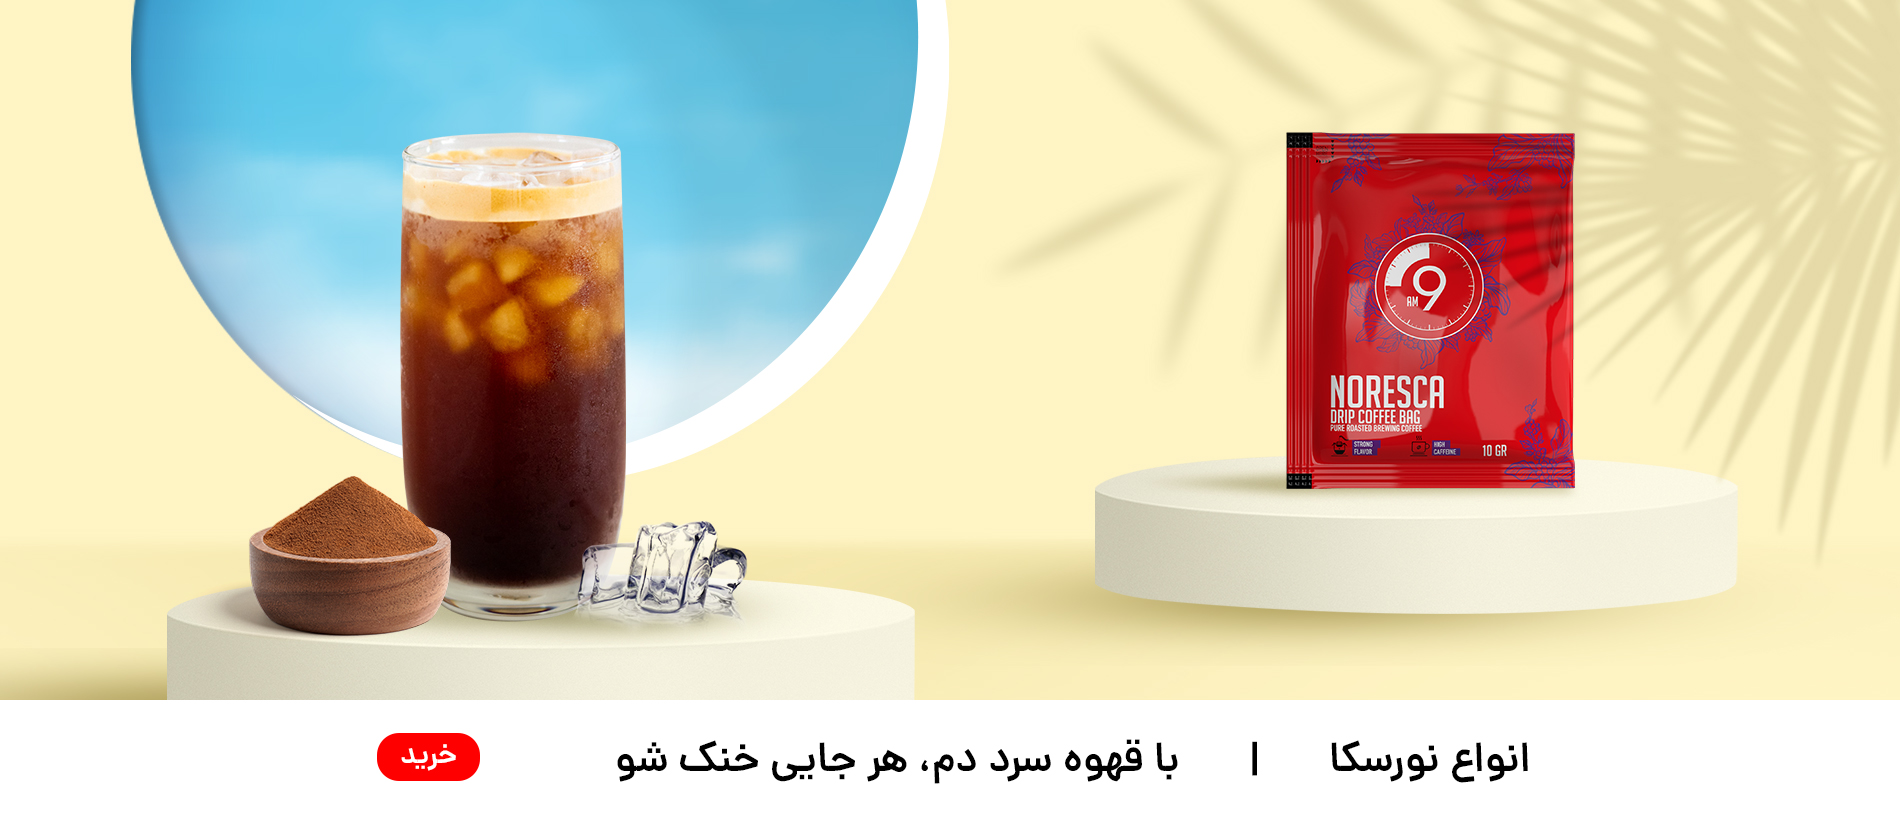 9
AM
NORESCA
DRIP COFFEE BAG
PURE ROASTED BREWING COFFEE
STRONG FLAVOR
HIGH CAFFEINE
10 GR
انواع نورسکا | با قهوه سرد دم، هر جایی خنک شو
خرید